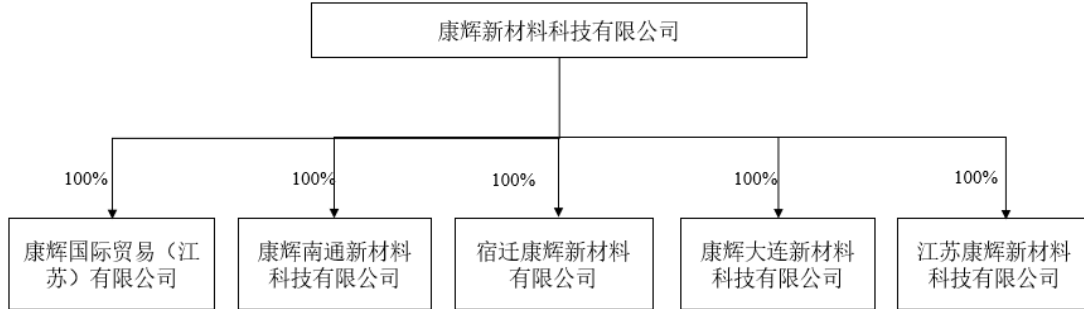 康辉新材料科技有限公司
100%
100%
100%
100%
100%
康辉国际贸易（江
苏）有限公司
康辉南通新材料
科技有限公司
宿迁康辉新材料
有限公司
康辉大连新材料
科技有限公司
江苏康辉新材料
科技有限公司